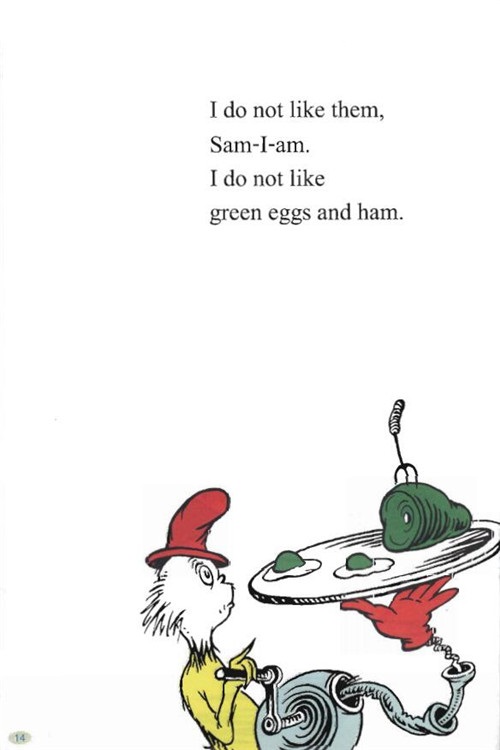 I do not like them,
Sam-I-am.
I do not like
green eggs and ham.
14